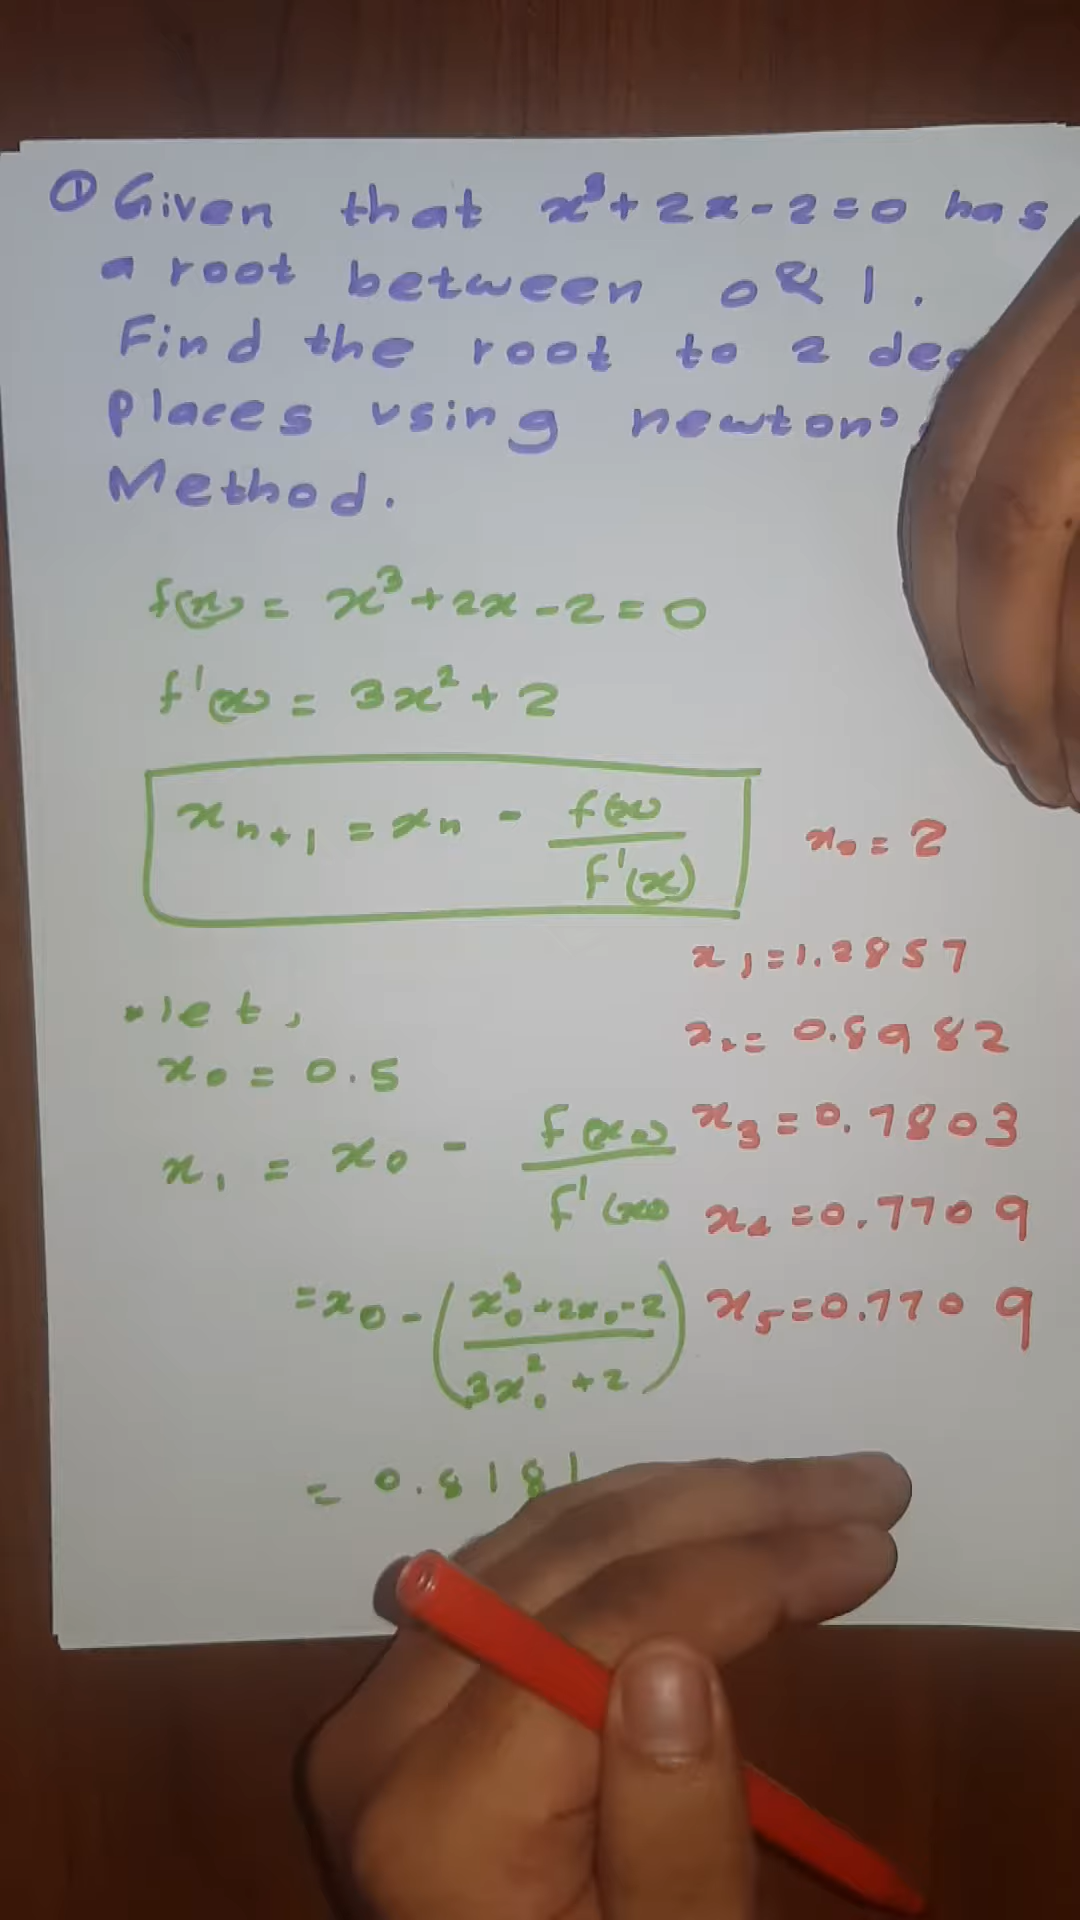 ① Given that x³+2x-2=0 has
a root between 0 & 1.
Find the root to 2
places using newton's
Method.
f(x) = x³+2x-2=0
f'(x) = 3x²+2
xₙ₊₁ = xₙ - f(x)/f'(x)
x₀ = 2
x₁ = 1.2857
x₂ = 0.8982
x₃ = 0.7803
x₄ = 0.7709
x₅ = 0.7709
let,
x₀ = 0.5
x₁ = x₀ - f(x₀)/f'(x₀)
= x₀ - (x₀³+2x₀-2 / 3x₀²+2)
= 0.8181